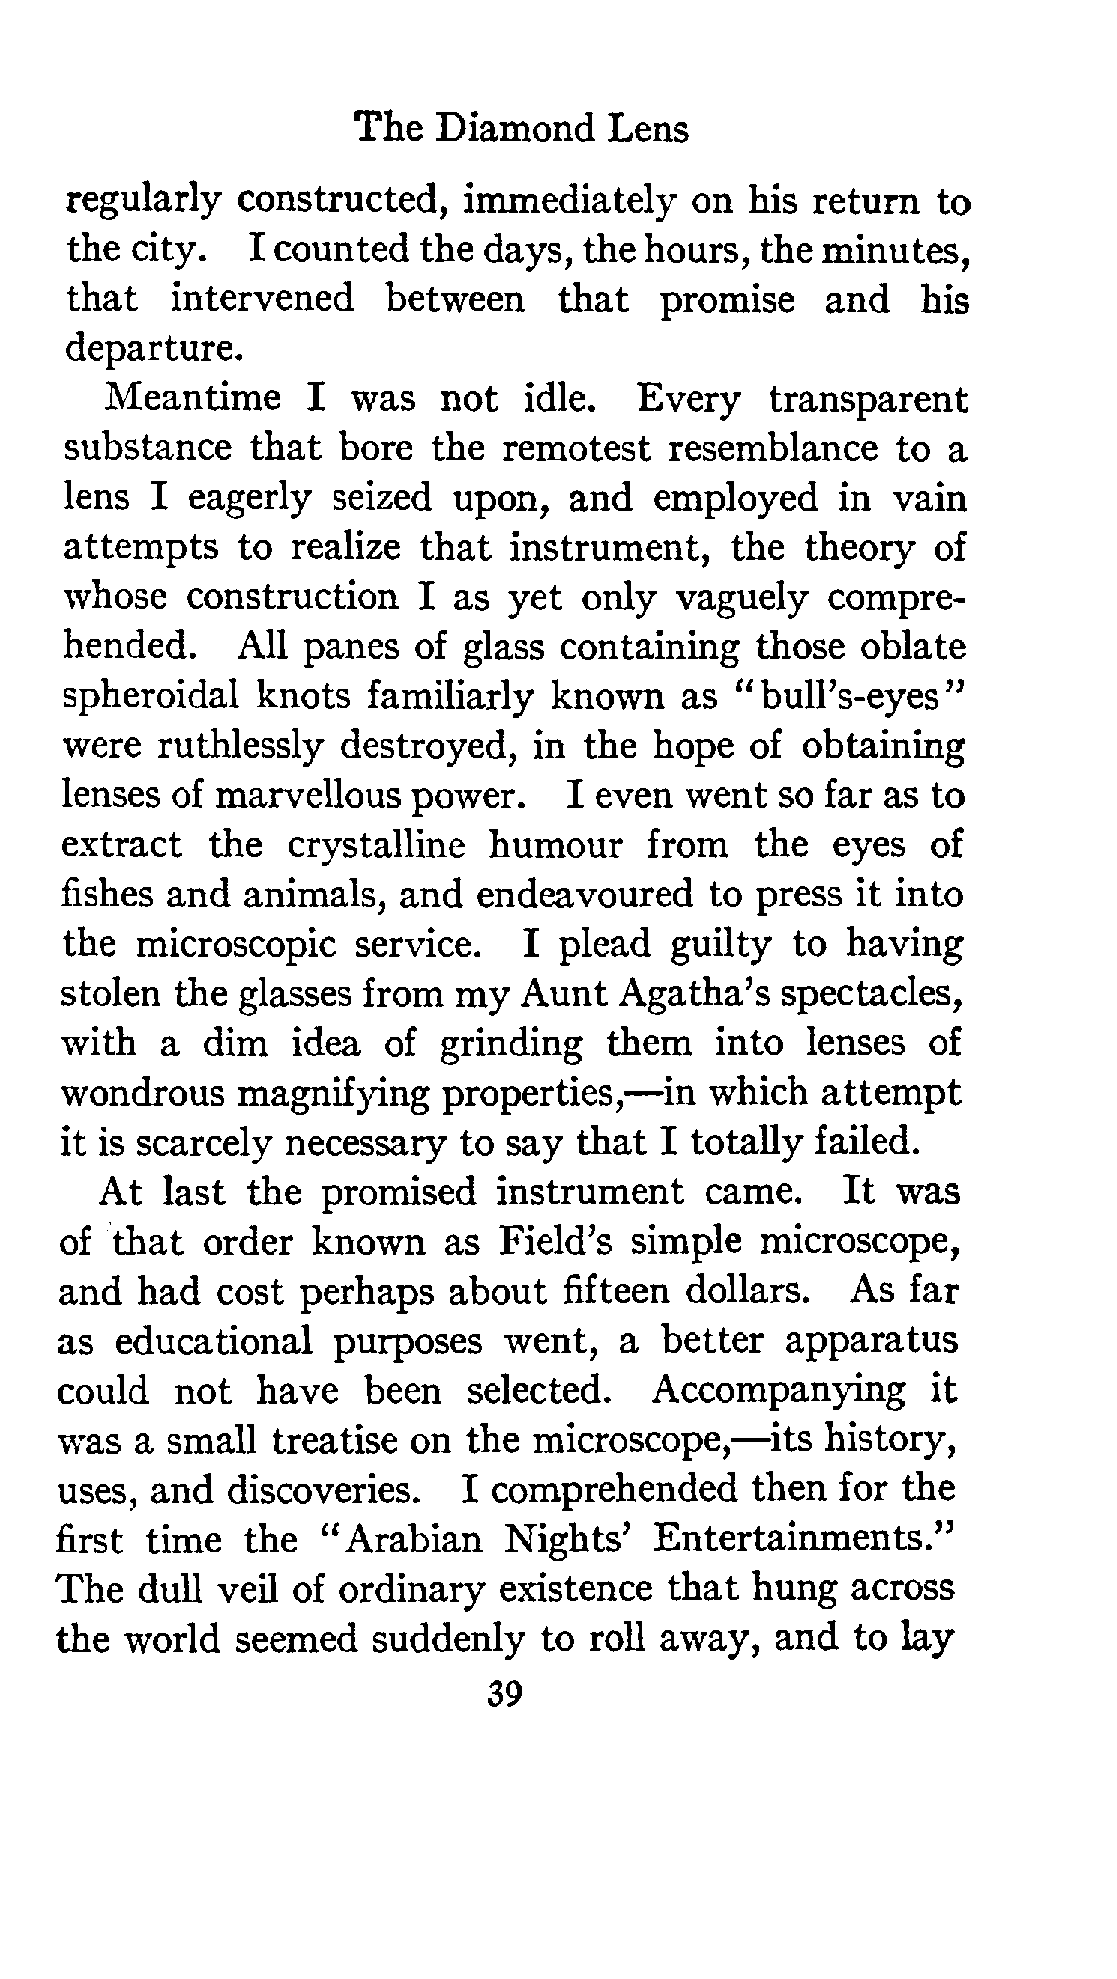 The Diamond Lens
regularly constructed, immediately on his return to
the city. I counted the days, the hours, the minutes,
that intervened between that promise and his
departure.
Meantime I was not idle. Every transparent
substance that bore the remotest resemblance to a
lens I eagerly seized upon, and employed in vain
attempts to realize that instrument, the theory of
whose construction I as yet only vaguely compre-
hended. All panes of glass containing those oblate
spheroidal knots familiarly known as "bull's-eyes"
were ruthlessly destroyed, in the hope of obtaining
lenses of marvellous power. I even went so far as to
extract the crystalline humour from the eyes of
fishes and animals, and endeavoured to press it into
the microscopic service. I plead guilty to having
stolen the glasses from my Aunt Agatha's spectacles,
with a dim idea of grinding them into lenses of
wondrous magnifying properties,—in which attempt
it is scarcely necessary to say that I totally failed.
At last the promised instrument came. It was
of that order known as Field's simple microscope,
and had cost perhaps about fifteen dollars. As far
as educational purposes went, a better apparatus
could not have been selected. Accompanying it
was a small treatise on the microscope,—its history,
uses, and discoveries. I comprehended then for the
first time the "Arabian Nights' Entertainments."
The dull veil of ordinary existence that hung across
the world seemed suddenly to roll away, and to lay
39